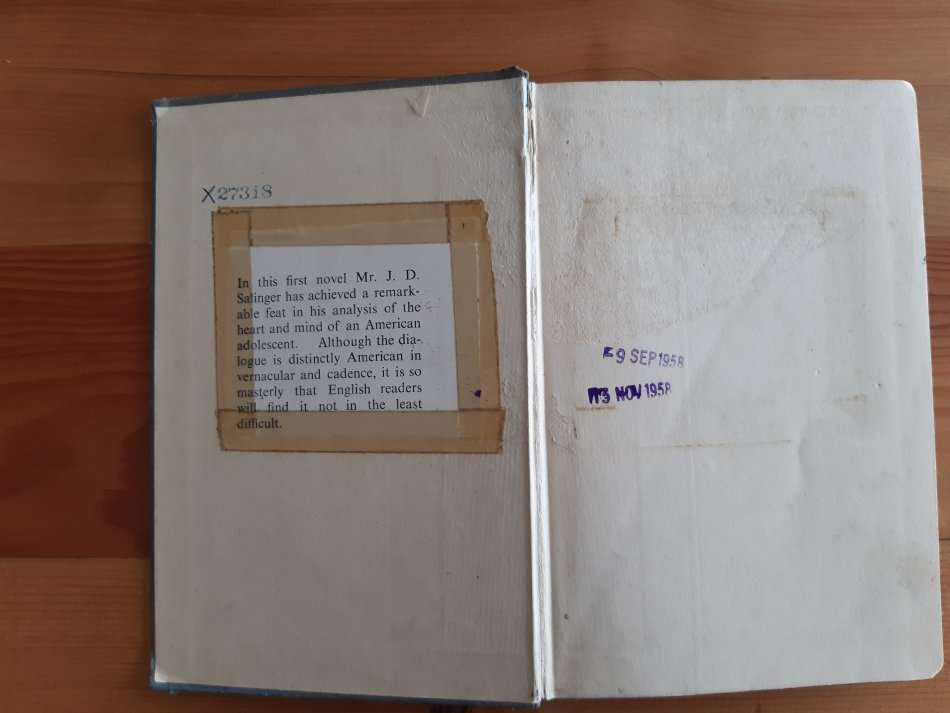 X27318
In this first novel Mr. J. D.
Salinger has achieved a remark-
able feat in his analysis of the
heart and mind of an American
adolescent. Although the dia-
logue is distinctly American in
vernacular and cadence, it is so
masterly that English readers
will find it not in the least
difficult.
9 SEP 1958
3 NOV 1958